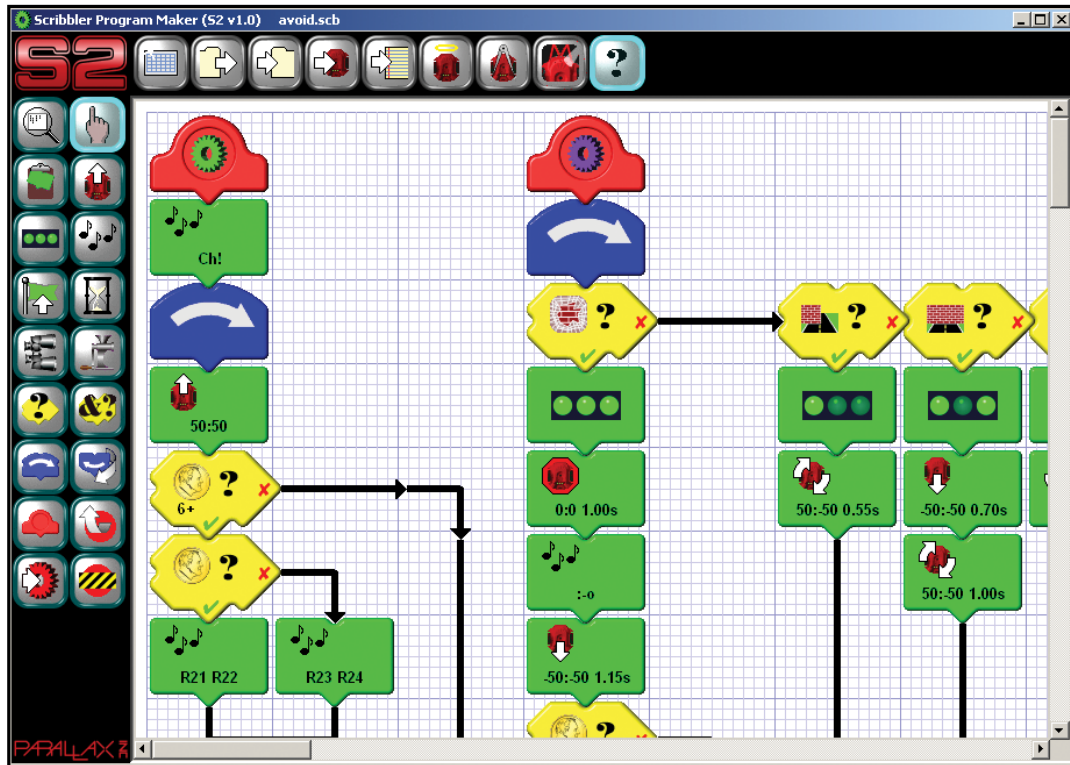 Scribbler Program Maker (S2 v1.0) avoid.scb
S2
?
Ch!
50:50
?
6+
?
R21 R22
R23 R24
?
0:0 1.00s
:-o
-50:-50 1.15s
?
?
50:-50 0.55s
?
-50:-50 0.70s
50:-50 1.00s
?
&?
PARALLAX INC